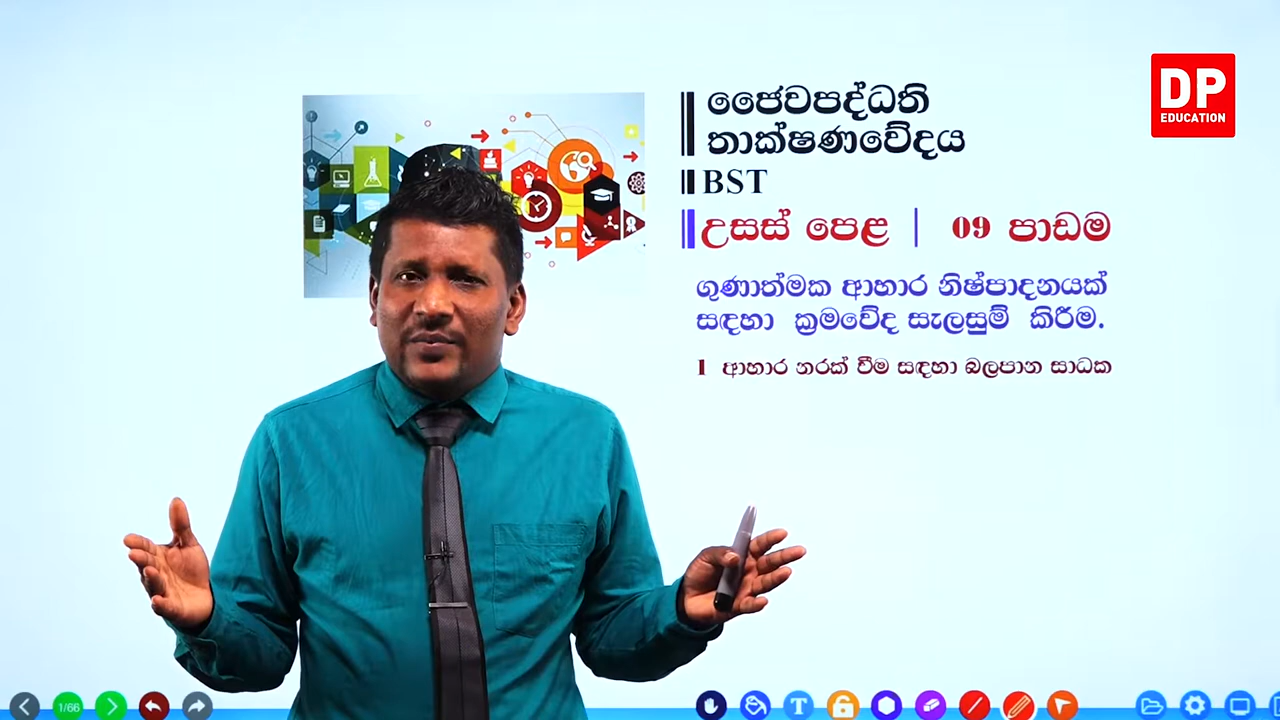 DP
EDUCATION
ජෛවපද්ධති
තාක්ෂණවේදය
BST
උසස් පෙළ | 09 පාඩම
ගුණාත්මක ආහාර නිෂ්පාදනයක්
සඳහා ක්‍රමවේද සැලසුම් කිරීම.
1 ආහාර නරක් වීම සඳහා බලපාන සාධක
1/66
T